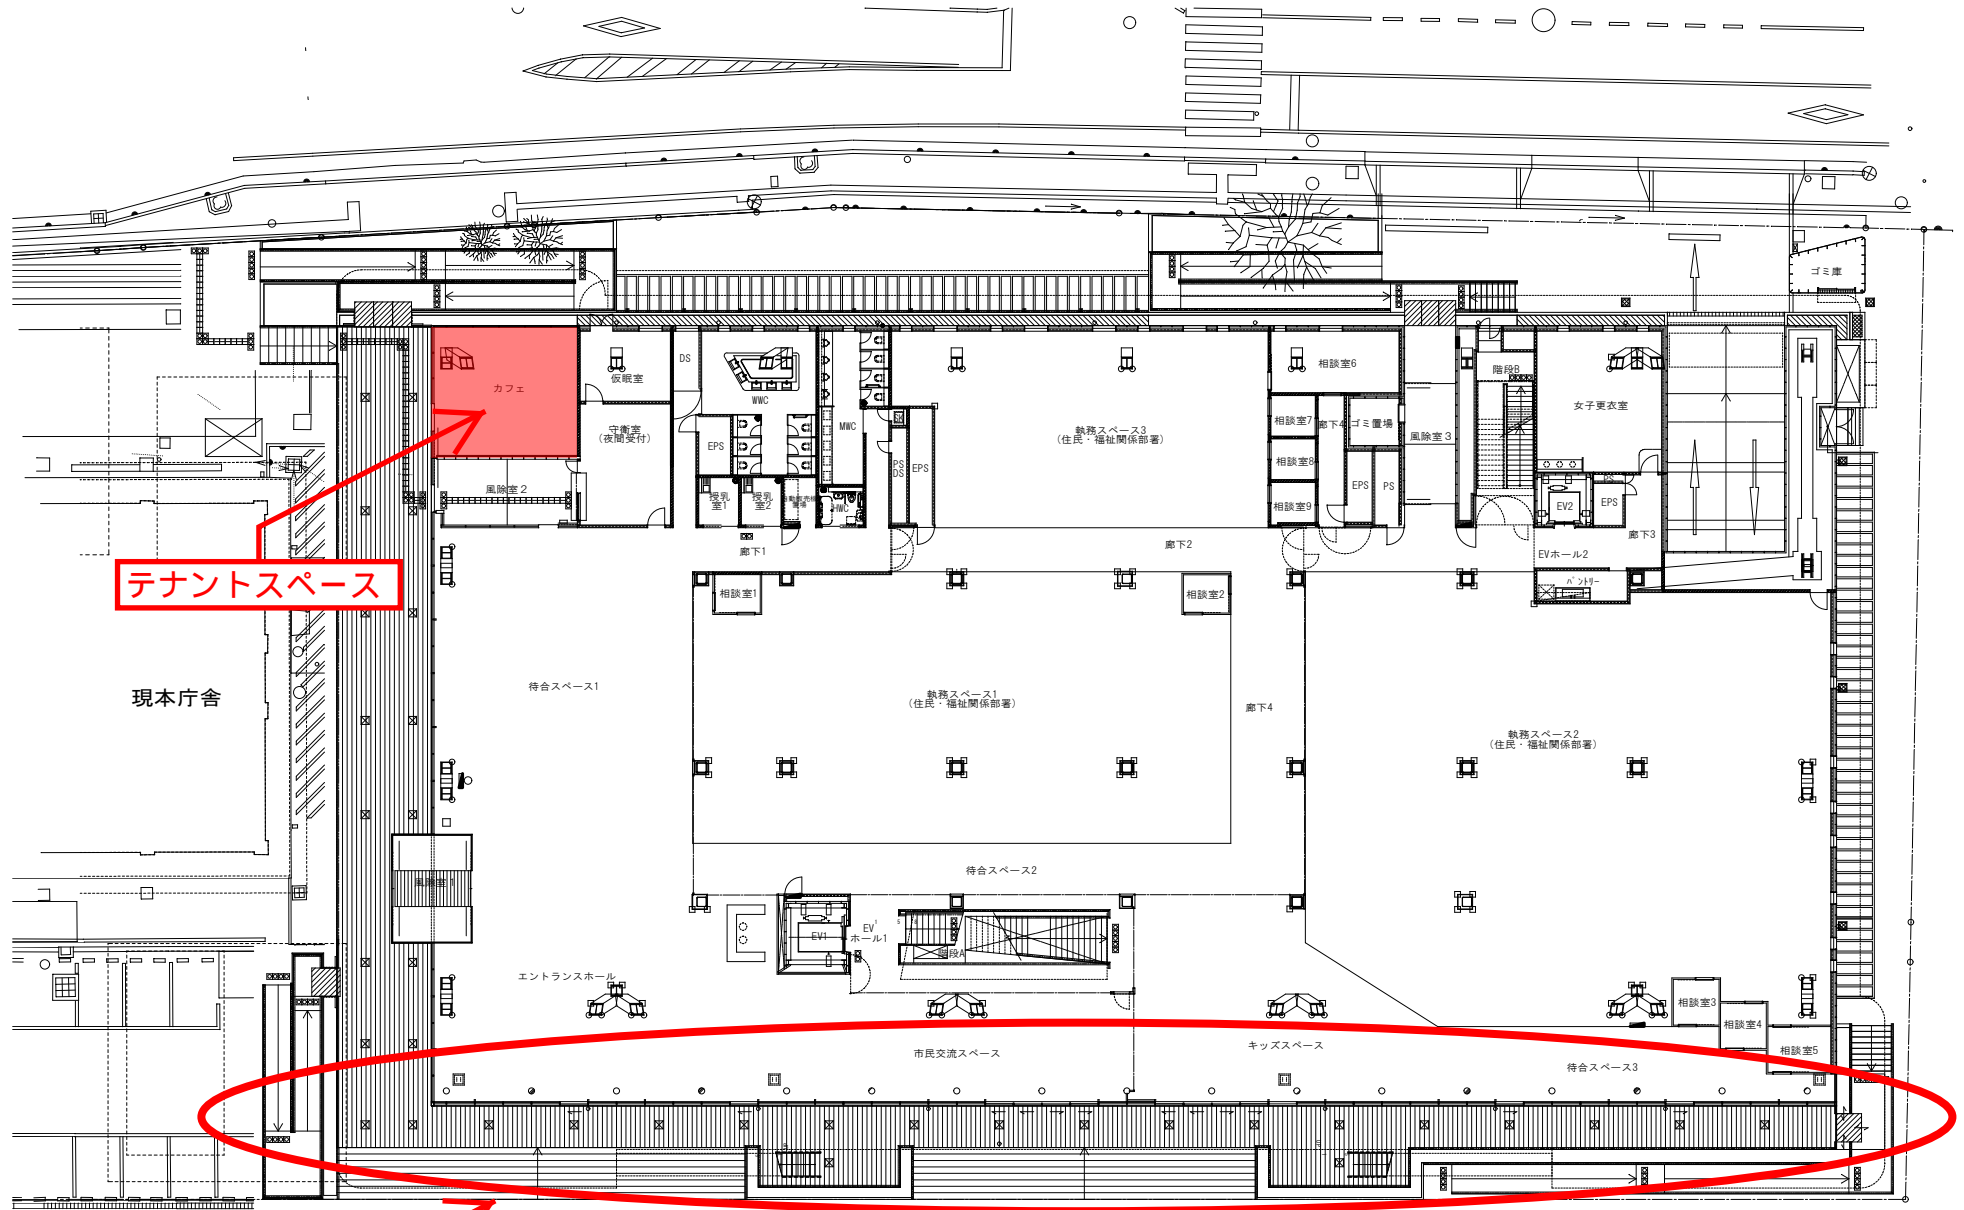 ゴミ庫
カフェ
仮眠室
DS
WWC
MWC
守衛室
(夜間受付)
EPS
PS
DS
EPS
風除室2
授乳
室1
授乳
室2
HWC
執務スペース3
(住民・福祉関係部署)
相談室6
相談室7
相談室8
相談室9
廊下4
ゴミ置場
EPS
PS
風除室3
階段B
女子更衣室
EV2
PS
EPS
廊下3
EVホール2
パントリー
廊下1
廊下2
テナントスペース
相談室1
相談室2
現本庁舎
待合スペース1
執務スペース1
(住民・福祉関係部署)
廊下4
執務スペース2
(住民・福祉関係部署)
風除室1
待合スペース2
EV1
EV
ホール1
階段A
エントランスホール
相談室3
相談室4
相談室5
市民交流スペース
キッズスペース
待合スペース3